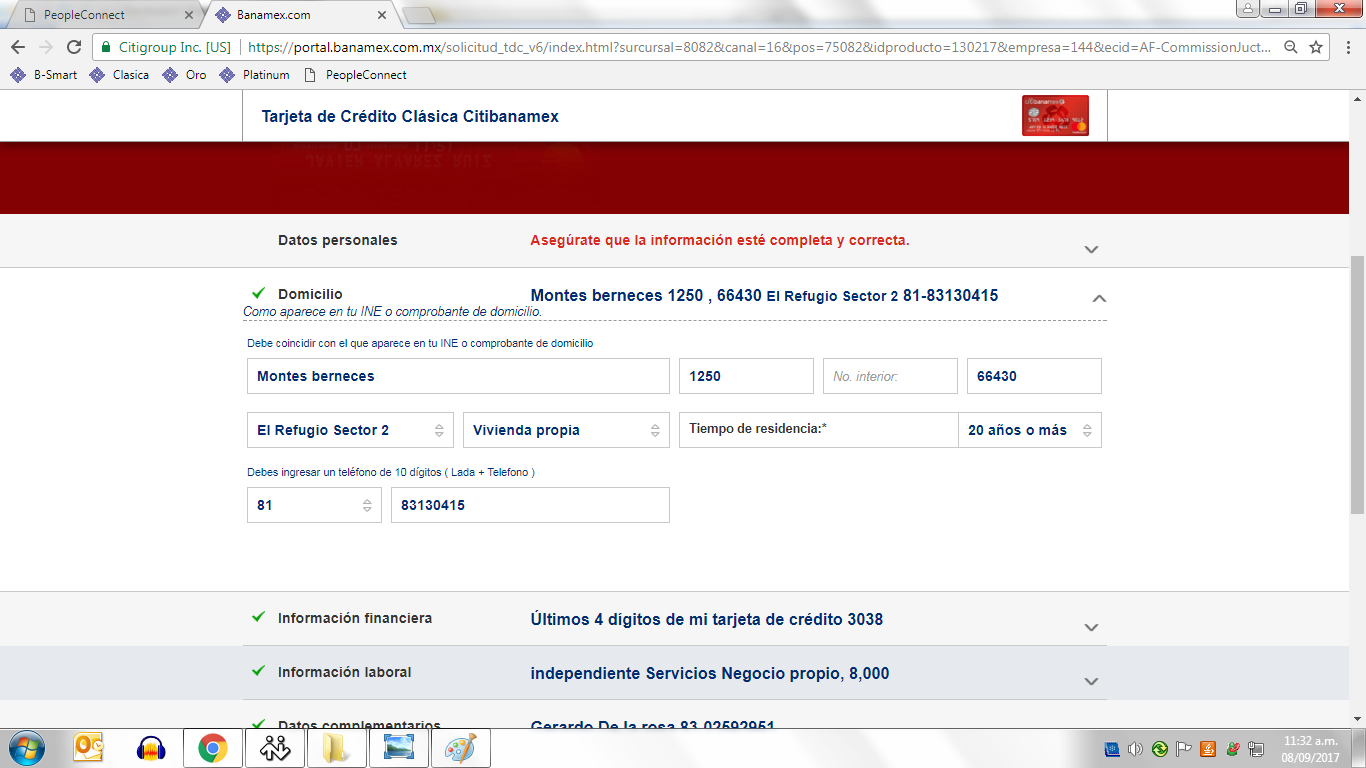 PeopleConnect
Banamex.com
Citigroup Inc. [US]
https://portal.banamex.com.mx/solicitud_tdc_v6/index.html?surcursal=8082&canal=16&pos=75082&idproducto=130217&empresa=144&ecid=AF-CommissionJuct...
B-Smart Clasica Oro Platinum PeopleConnect
Tarjeta de Crédito Clásica Citibanamex
JAVIER ALVAREZ RUIZ
Datos personales
Asegúrate que la información esté completa y correcta.
Domicilio
Montes berneces 1250 , 66430 El Refugio Sector 2 81-83130415
Como aparece en tu INE o comprobante de domicilio.
Debe coincidir con el que aparece en tu INE o comprobante de domicilio
Montes berneces
1250
No. interior:
66430
El Refugio Sector 2
Vivienda propia
Tiempo de residencia:*
20 años o más
Debes ingresar un teléfono de 10 dígitos ( Lada + Telefono )
81
83130415
Información financiera
Últimos 4 dígitos de mi tarjeta de crédito 3038
Información laboral
independiente Servicios Negocio propio, 8,000
Datos complementarios
Gerardo De la rosa 83-02592951
11:32 a.m.
08/09/2017